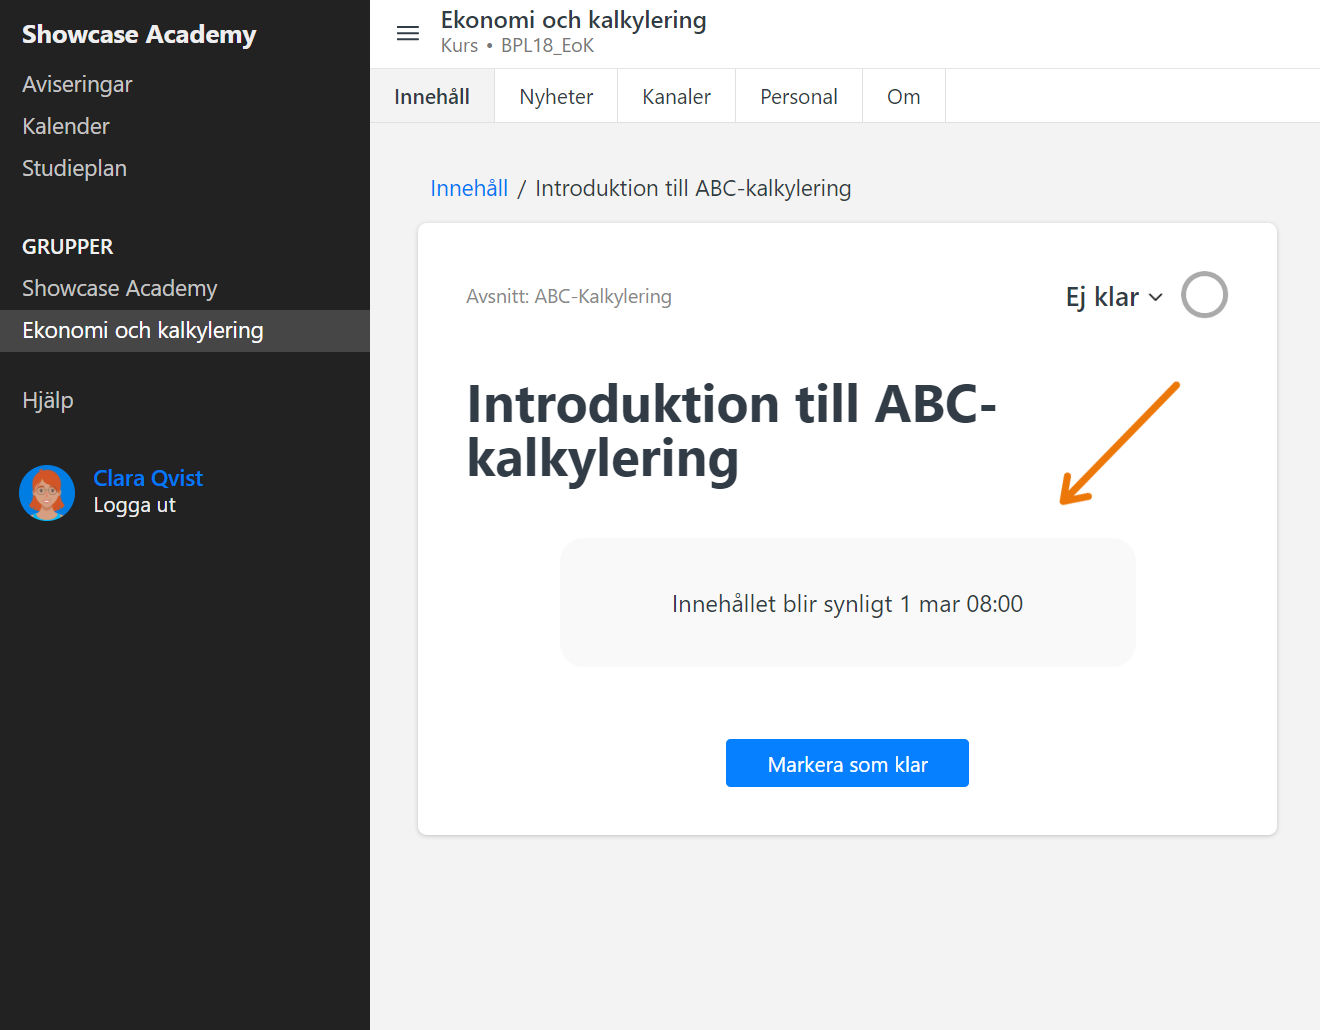 Showcase Academy
Aviseringar
Kalender
Studieplan
GRUPPER
Showcase Academy
Ekonomi och kalkylering
Hjälp
Clara Qvist
Logga ut
Ekonomi och kalkylering
Kurs • BPL18_EoK
Innehåll
Nyheter
Kanaler
Personal
Om
Innehåll / Introduktion till ABC-kalkylering
Avsnitt: ABC-Kalkylering
Ej klar
Introduktion till ABC-
kalkylering
Innehållet blir synligt 1 mar 08:00
Markera som klar